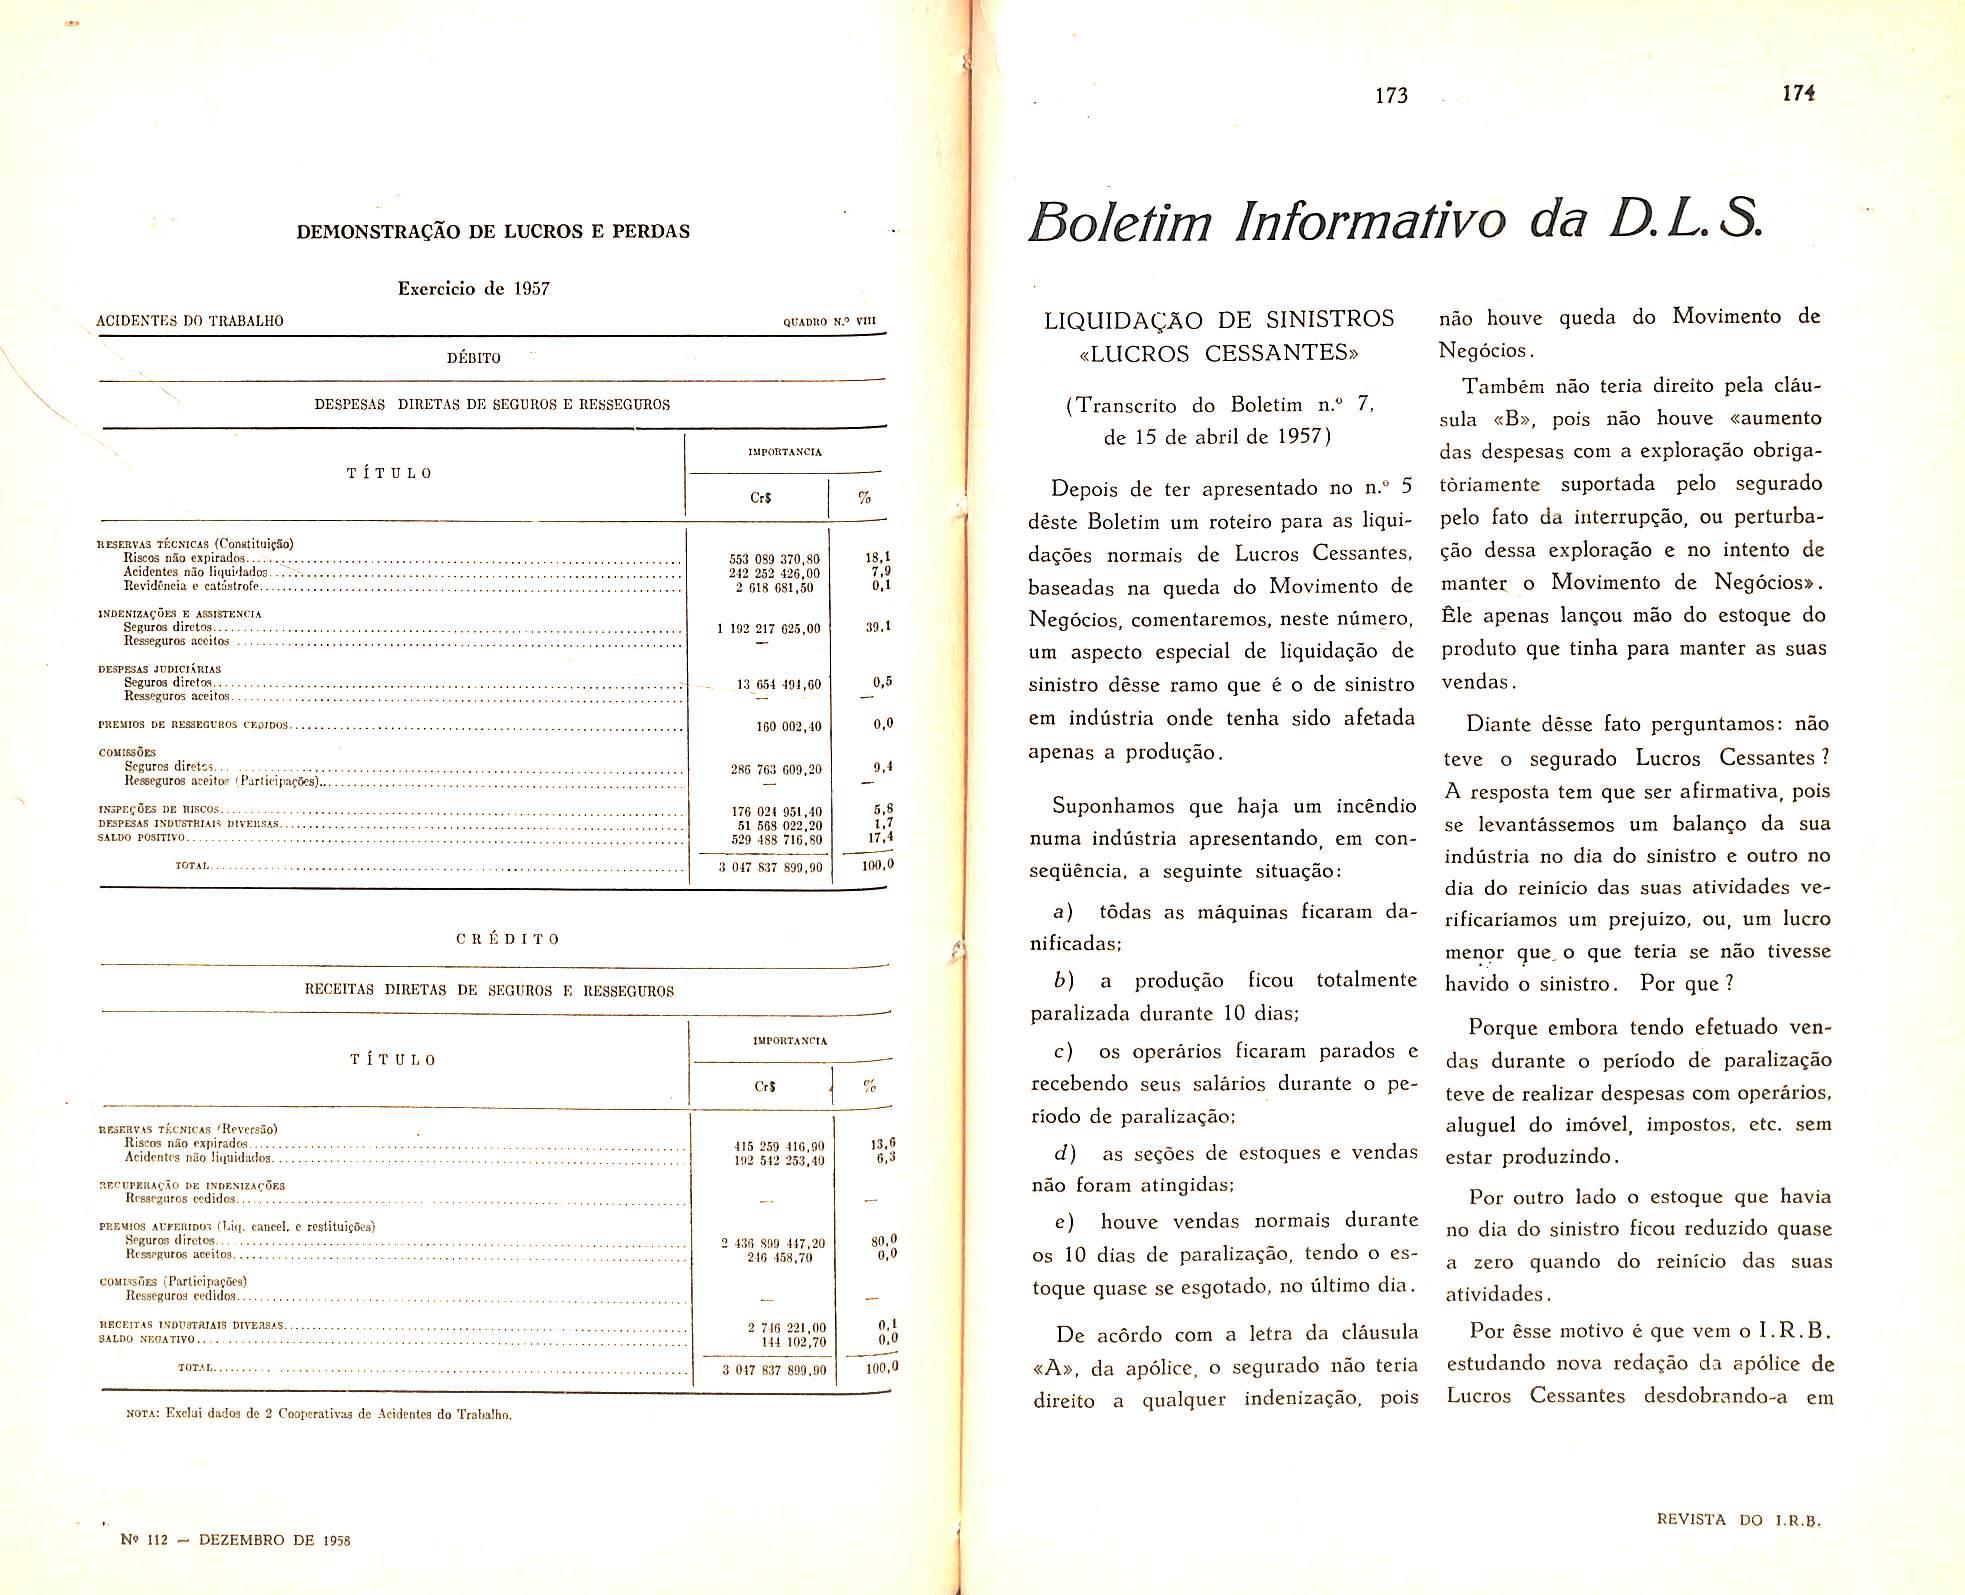 DEMONSTRAÇÃO DE LUCROS E PERDAS
Exercício de 1957
ACIDENTES DO TRABALHO QUADRO N.º VIII
DÉBITO
DESPESAS DIRETAS DE SEGUROS E RESSEGUROS
TÍTULO
IMPORTANCIA
Cr$ %
RESERVAS TÉCNICAS (Constituição)
Riscos não expirados 553 089 370,80 18,1
Acidentes não liquidados 242 252 426,00 7,9
Revidência e catástrofe 2 618 681,50 0,1
INDENIZAÇÕES E ASSISTENCIA
Seguros diretos 1 192 217 625,00 39,1
Resseguros aceitos —
DESPESAS JUDICIÁRIAS
Seguros diretos 13 654 494,60 0,5
Resseguros aceitos — —
PREMIOS DE RESSEGUROS CEDIDOS 160 002,40 0,0
COMISSÕES
Seguros diretos 286 763 609,20 9,4
Resseguros aceitos (Participações) — —
INSPEÇÕES DE RISCOS 176 024 951,40 5,8
DESPESAS INDUSTRIAIS DIVERSAS 51 568 022,20 1,7
SALDO POSITIVO 529 488 716,80 17,4
TOTAL 3 047 837 899,90 100,0
CRÉDITO
RECEITAS DIRETAS DE SEGUROS E RESSEGUROS
TÍTULO
IMPORTANCIA
Cr$ %
RESERVAS TÉCNICAS (Reversão)
Riscos não expirados 415 259 416,90 13,6
Acidentes não liquidados 192 542 253,40 6,3
RECUPERAÇÃO DE INDENIZAÇÕES
Resseguros cedidos — —
PREMIOS AUFERIDOS (Liq. cancel. e restituições)
Seguros diretos 2 436 899 447,20 80,0
Resseguros aceitos 246 458,70 0,0
COMISSÕES (Participações)
Resseguros cedidos — —
RECEITAS INDUSTRIAIS DIVERSAS 2 746 221,00 0,1
SALDO NEGATIVO 144 102,70 0,0
TOTAL 3 047 837 899,90 100,0
NOTA: Exclui dados de 2 Cooperativas de Acidentes do Trabalho.
Nº 112 — DEZEMBRO DE 1958
173 174
Boletim Informativo da D.L.S.
LIQUIDAÇÃO DE SINISTROS
«LUCROS CESSANTES»
(Transcrito do Boletim n.º 7,
de 15 de abril de 1957)
Depois de ter apresentado no n.º 5
dêste Boletim um roteiro para as liqui-
dações normais de Lucros Cessantes,
baseadas na queda do Movimento de
Negócios, comentaremos, neste número,
um aspecto especial de liquidação de
sinistro dêsse ramo que é o de sinistro
em indústria onde tenha sido afetada
apenas a produção.
Suponhamos que haja um incêndio
numa indústria apresentando, em con-
seqüência, a seguinte situação:
a) tôdas as máquinas ficaram da-
nificadas;
b) a produção ficou totalmente
paralizada durante 10 dias;
c) os operários ficaram parados e
recebendo seus salários durante o pe-
ríodo de paralização;
d) as seções de estoques e vendas
não foram atingidas;
e) houve vendas normais durante
os 10 dias de paralização, tendo o es-
toque quase se esgotado, no último dia.
De acôrdo com a letra da cláusula
«A», da apólice, o segurado não teria
direito a qualquer indenização, pois
não houve queda do Movimento de
Negócios.
Também não teria direito pela cláu-
sula «B», pois não houve «aumento
das despesas com a exploração obriga-
tòriamente suportada pelo segurado
pelo fato da interrupção, ou perturba-
ção dessa exploração e no intento de
manter o Movimento de Negócios».
Êle apenas lançou mão do estoque do
produto que tinha para manter as suas
vendas.
Diante dêsse fato perguntamos: não
teve o segurado Lucros Cessantes?
A resposta tem que ser afirmativa, pois
se levantássemos um balanço da sua
indústria no dia do sinistro e outro no
dia do reinício das suas atividades ve-
rificaríamos um prejuízo, ou, um lucro
menor que o que teria se não tivesse
havido o sinistro. Por que?
Porque embora tendo efetuado ven-
das durante o período de paralização
teve de realizar despesas com operários,
aluguel do imóvel, impostos, etc. sem
estar produzindo.
Por outro lado o estoque que havia
no dia do sinistro ficou reduzido quase
a zero quando do reinício das suas
atividades.
Por êsse motivo é que vem o I.R.B.
estudando nova redação da apólice de
Lucros Cessantes desdobrando-a em
REVISTA DO I.R.B.